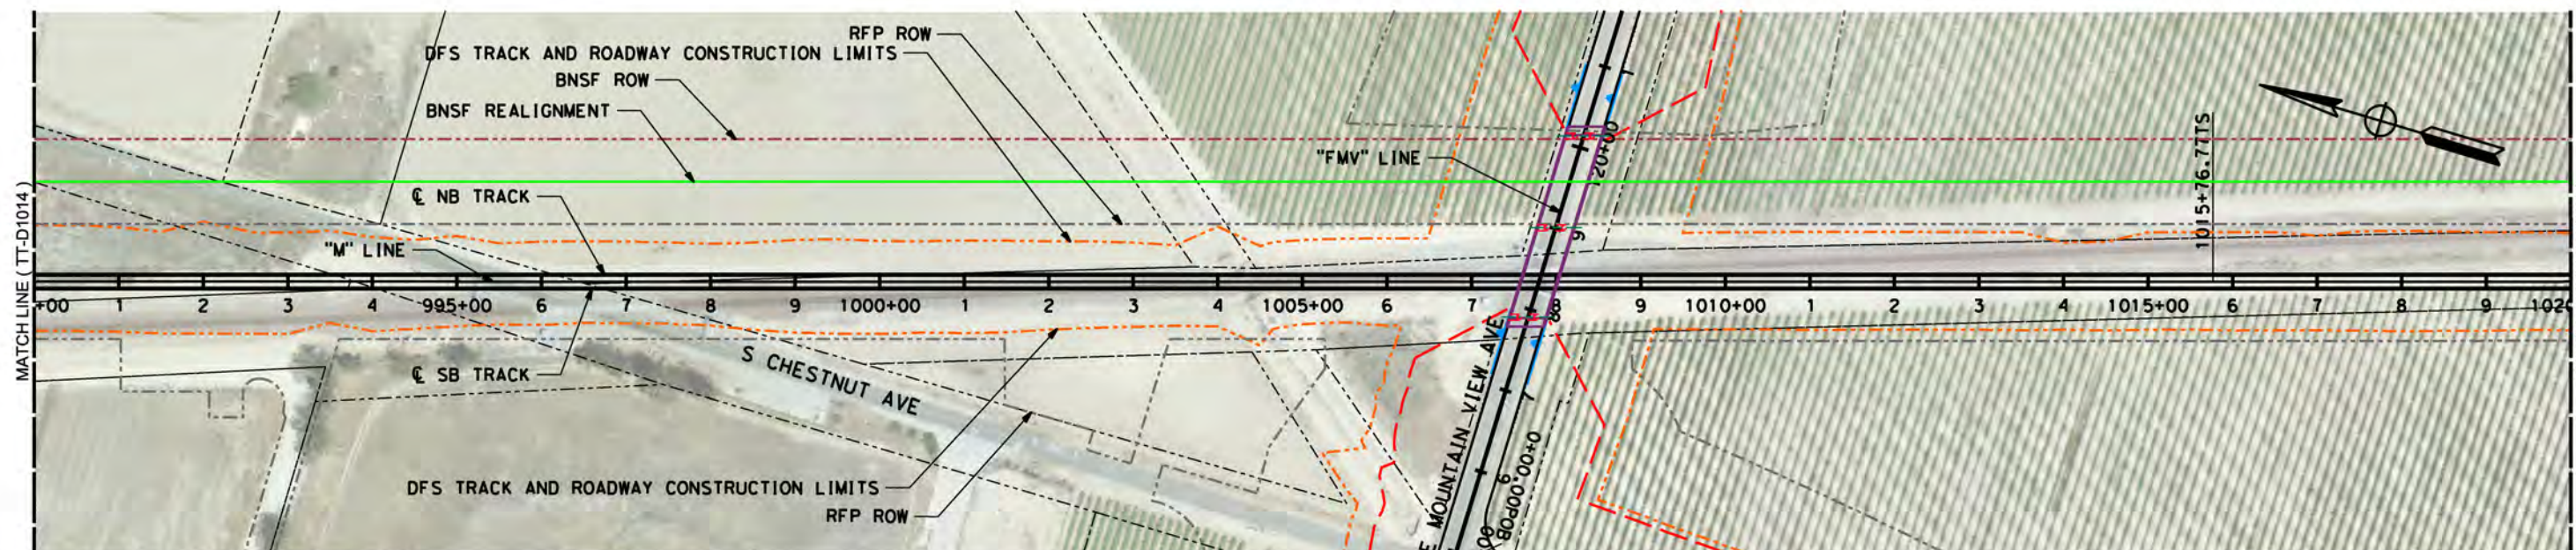 RFP ROW
DFS TRACK AND ROADWAY CONSTRUCTION LIMITS
BNSF ROW
BNSF REALIGNMENT
"FMV" LINE
120+00
1
9
1015+76.77TS
℄ NB TRACK
"M" LINE
MATCH LINE ( TT-D1014 )
+00 1 2 3 4 995+00 6 7 8 9 1000+00 1 2 3 4 1005+00 6 7 8 9 1010+00 1 2 3 4 1015+00 6 7 8 9 102
S CHESTNUT AVE
℄ SB TRACK
E MOUNTAIN VIEW AVE
7
DFS TRACK AND ROADWAY CONSTRUCTION LIMITS
RFP ROW